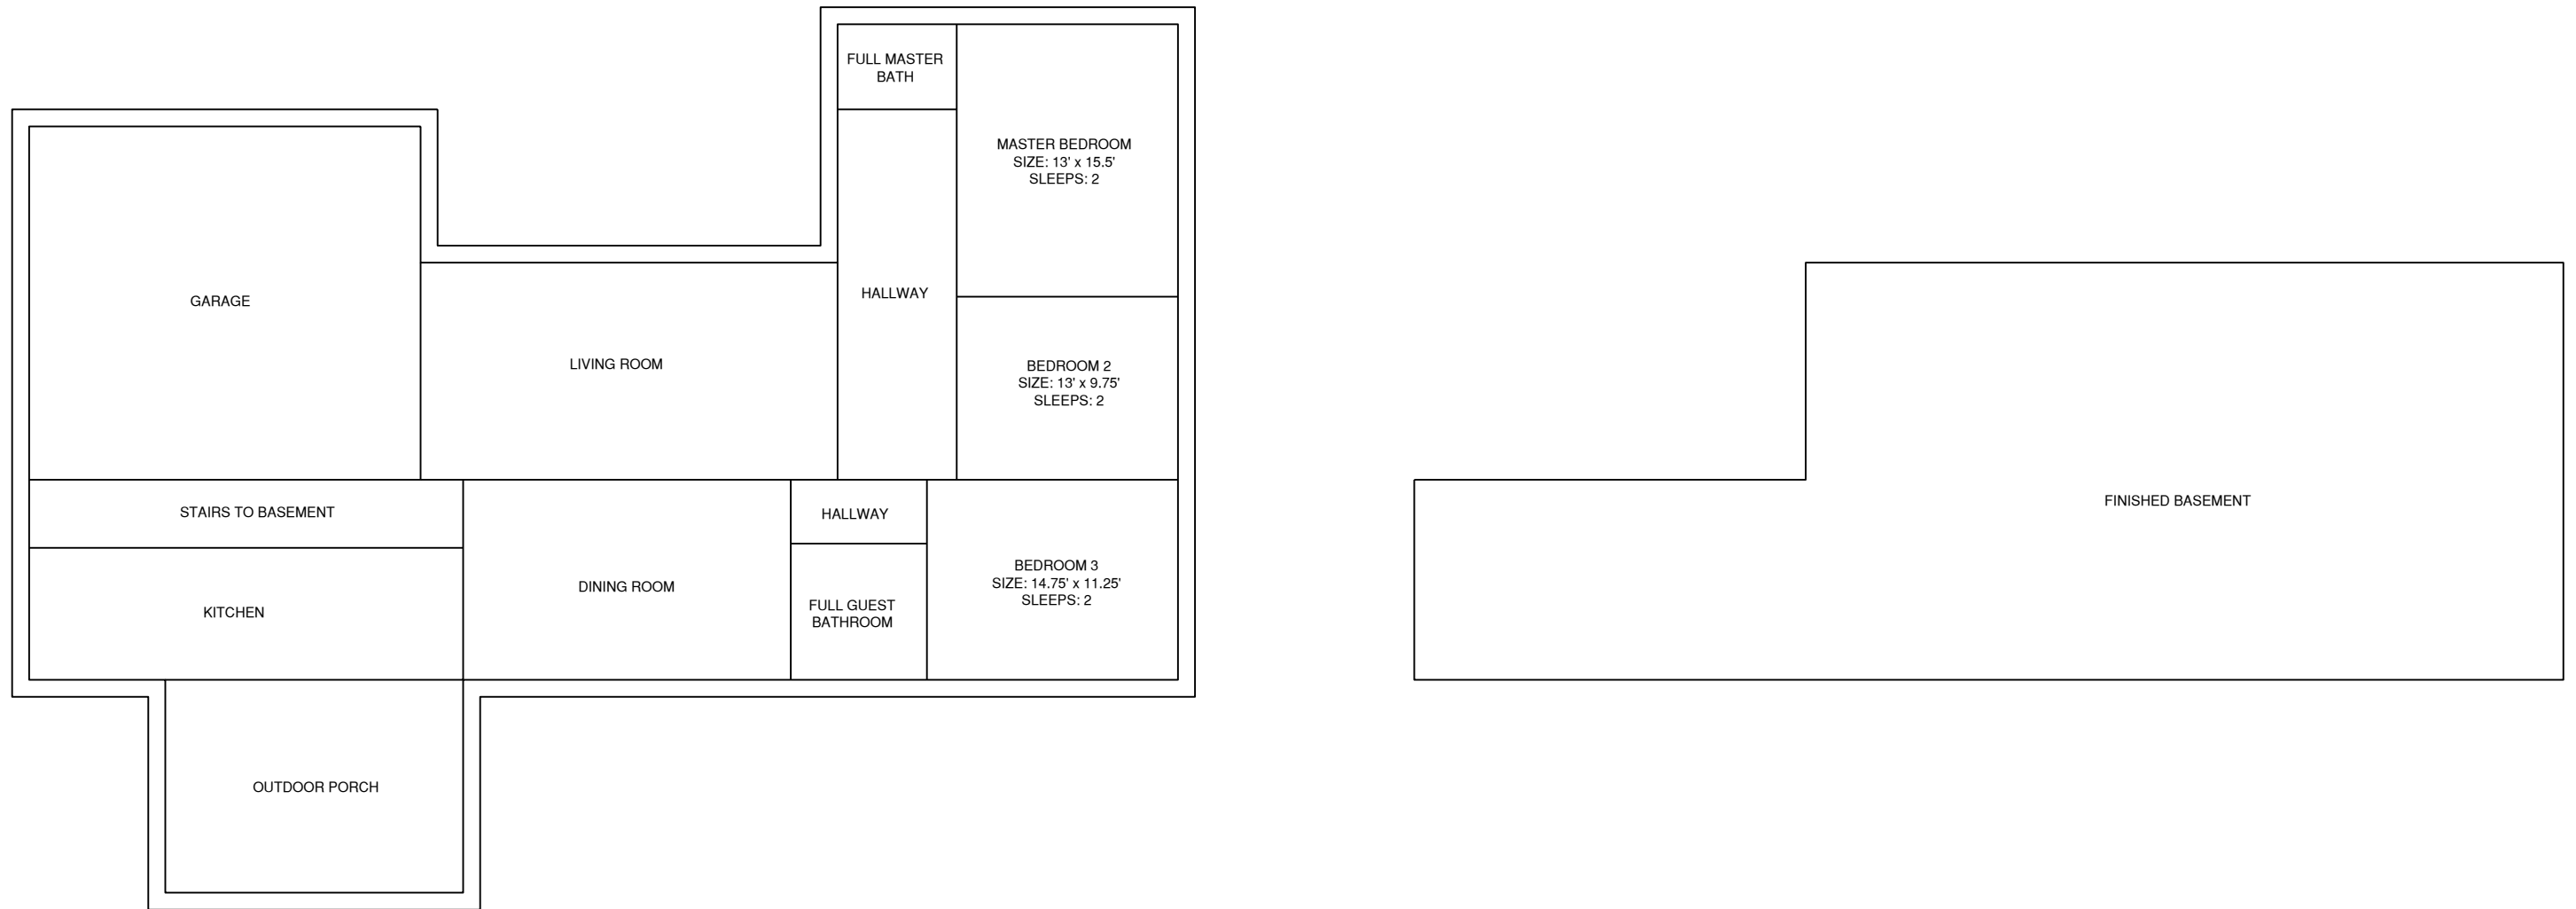 FULL MASTER
BATH
MASTER BEDROOM
SIZE: 13' x 15.5'
SLEEPS: 2
GARAGE
HALLWAY
LIVING ROOM
BEDROOM 2
SIZE: 13' x 9.75'
SLEEPS: 2
STAIRS TO BASEMENT
HALLWAY
KITCHEN
DINING ROOM
FULL GUEST
BATHROOM
BEDROOM 3
SIZE: 14.75' x 11.25'
SLEEPS: 2
OUTDOOR PORCH
FINISHED BASEMENT